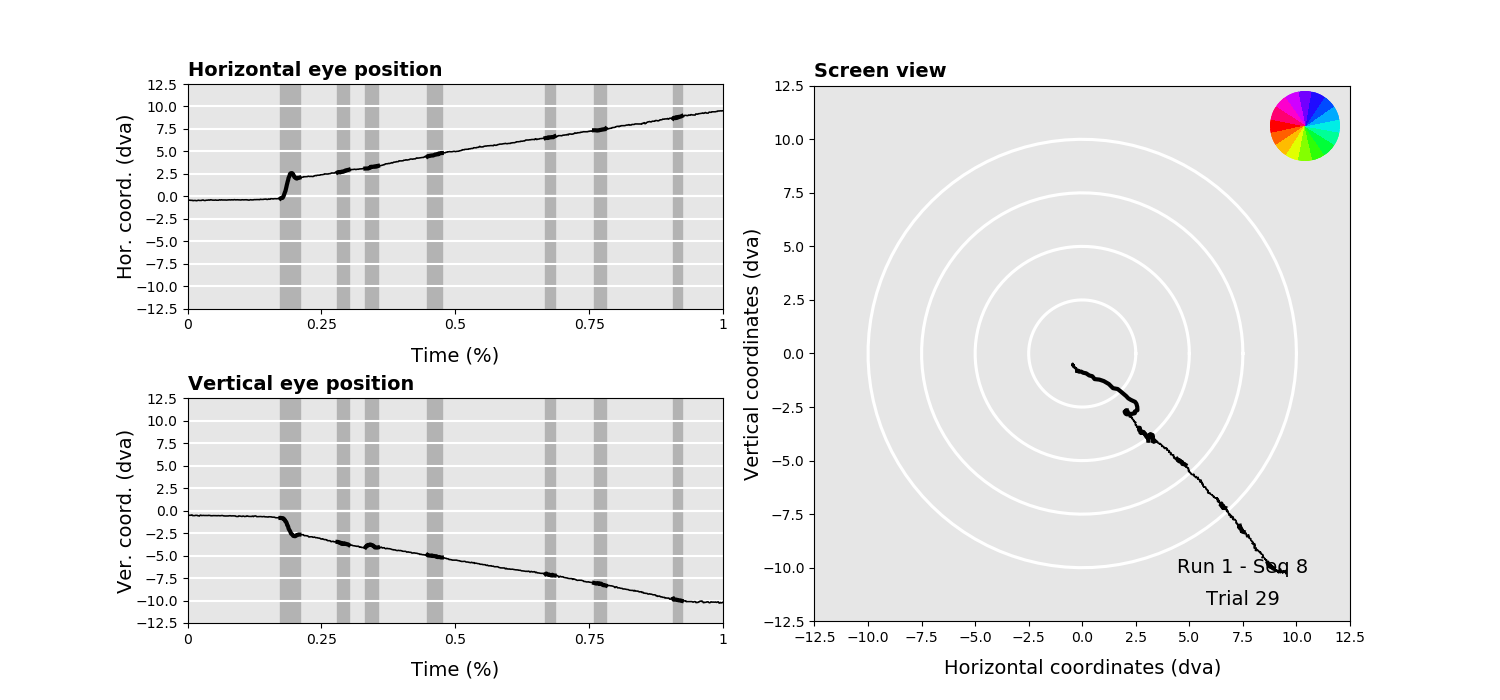 Horizontal eye position
Hor. coord. (dva)
12.5
10.0
7.5
5.0
2.5
0.0
−2.5
−5.0
−7.5
−10.0
−12.5
0 0.25 0.5 0.75 1
Time (%)
Vertical eye position
Ver. coord. (dva)
12.5
10.0
7.5
5.0
2.5
0.0
−2.5
−5.0
−7.5
−10.0
−12.5
0 0.25 0.5 0.75 1
Time (%)
Screen view
Vertical coordinates (dva)
12.5
10.0
7.5
5.0
2.5
0.0
−2.5
−5.0
−7.5
−10.0
−12.5
Run 1 - Seq 8
Trial 29
−12.5 −10.0 −7.5 −5.0 −2.5 0.0 2.5 5.0 7.5 10.0 12.5
Horizontal coordinates (dva)